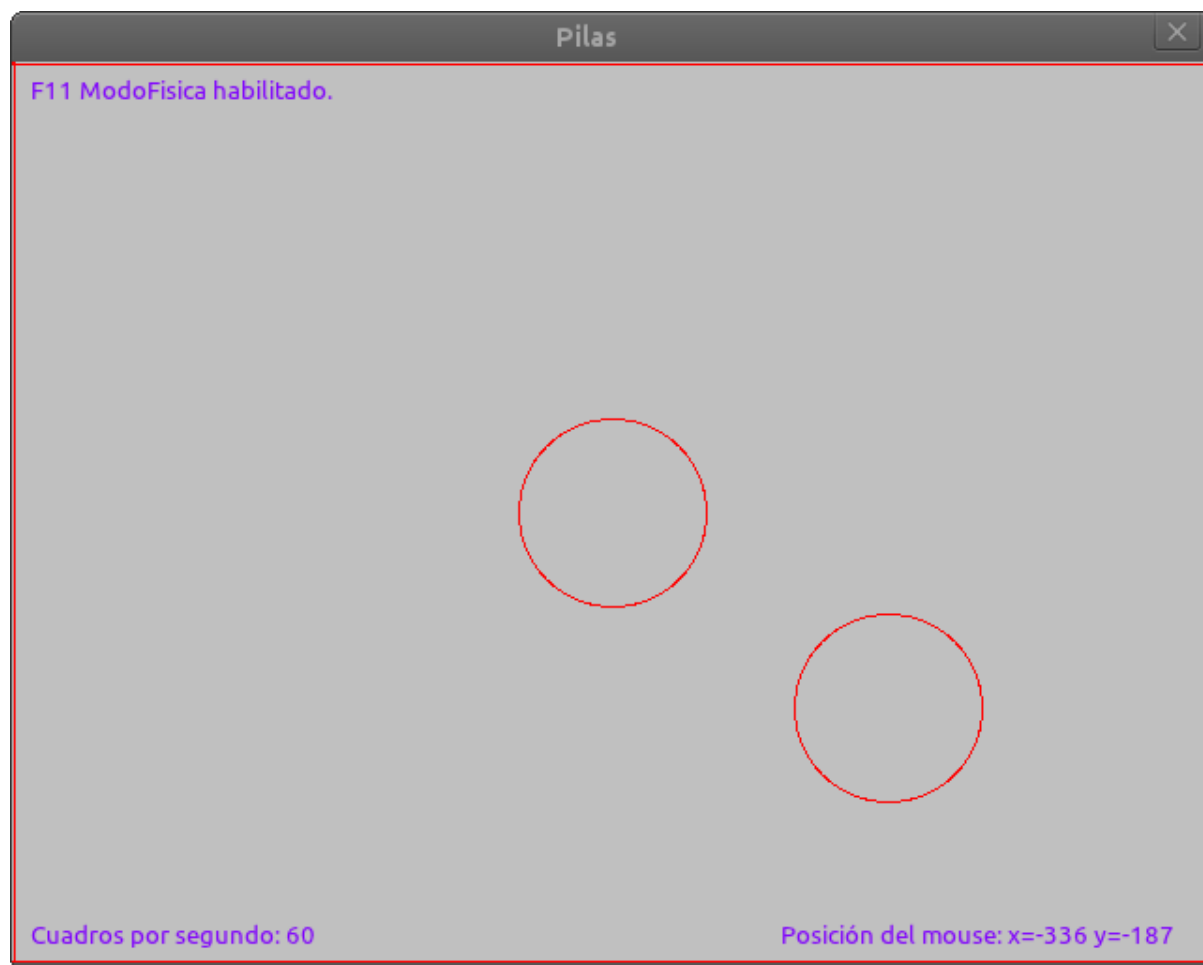 Pilas
F11 ModoFisica habilitado.
Cuadros por segundo: 60
Posición del mouse: x=-336 y=-187